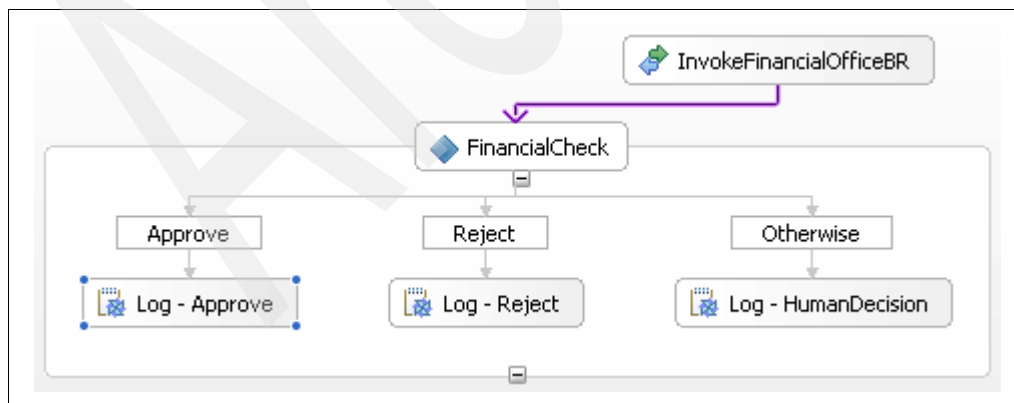 InvokeFinancialOfficeBR
FinancialCheck
Approve
Reject
Otherwise
Log - Approve
Log - Reject
Log - HumanDecision